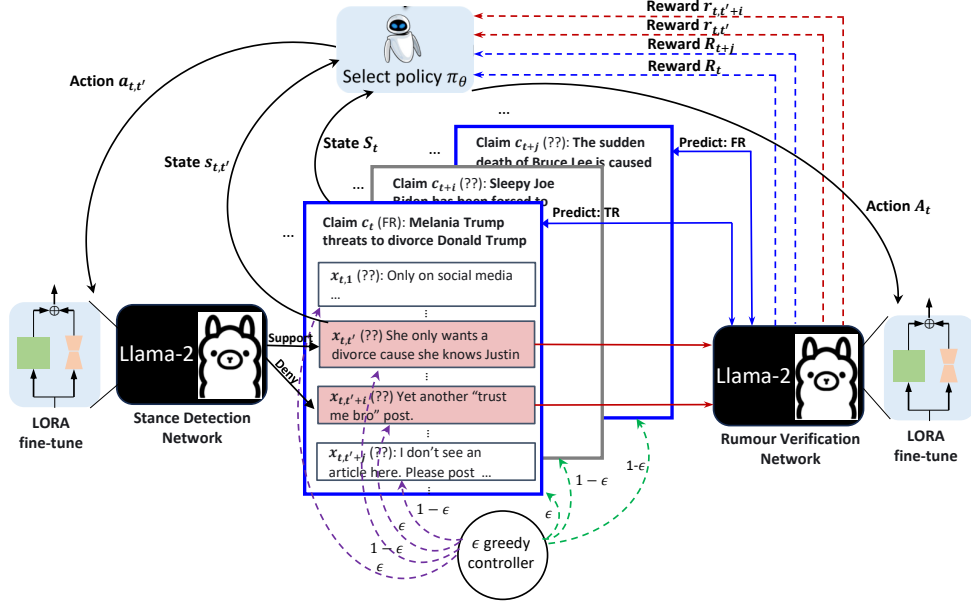 Reward r_{t,t'+i}
Reward r_{t,t'}
Reward R_{t+j}
Reward R_t
Select policy π_θ
Action a_{t,t'}
State s_{t,t'}
State S_t
Action A_t
...
...
Claim c_{t+j} (??): The sudden
death of Bruce Lee is caused
Predict: FR
...
Claim c_{t+i} (??): Sleepy Joe
Biden has been forced to
Predict: TR
...
Claim c_t (FR): Melania Trump
threats to divorce Donald Trump
x_{t,1} (??): Only on social media
...
...
x_{t,t'} (??) She only wants a
divorce cause she knows Justin
...
x_{t,t'+i} (??) Yet another “trust
me bro” post.
...
x_{t,t'+j} (??): I don't see an
article here. Please post ...
...
Support
Deny
Llama-2
Stance Detection
Network
LORA
fine-tune
Llama-2
Rumour Verification
Network
LORA
fine-tune
1 − ϵ
ϵ
1 − ϵ
ϵ
ϵ
1 − ϵ
1-ϵ
ϵ greedy
controller